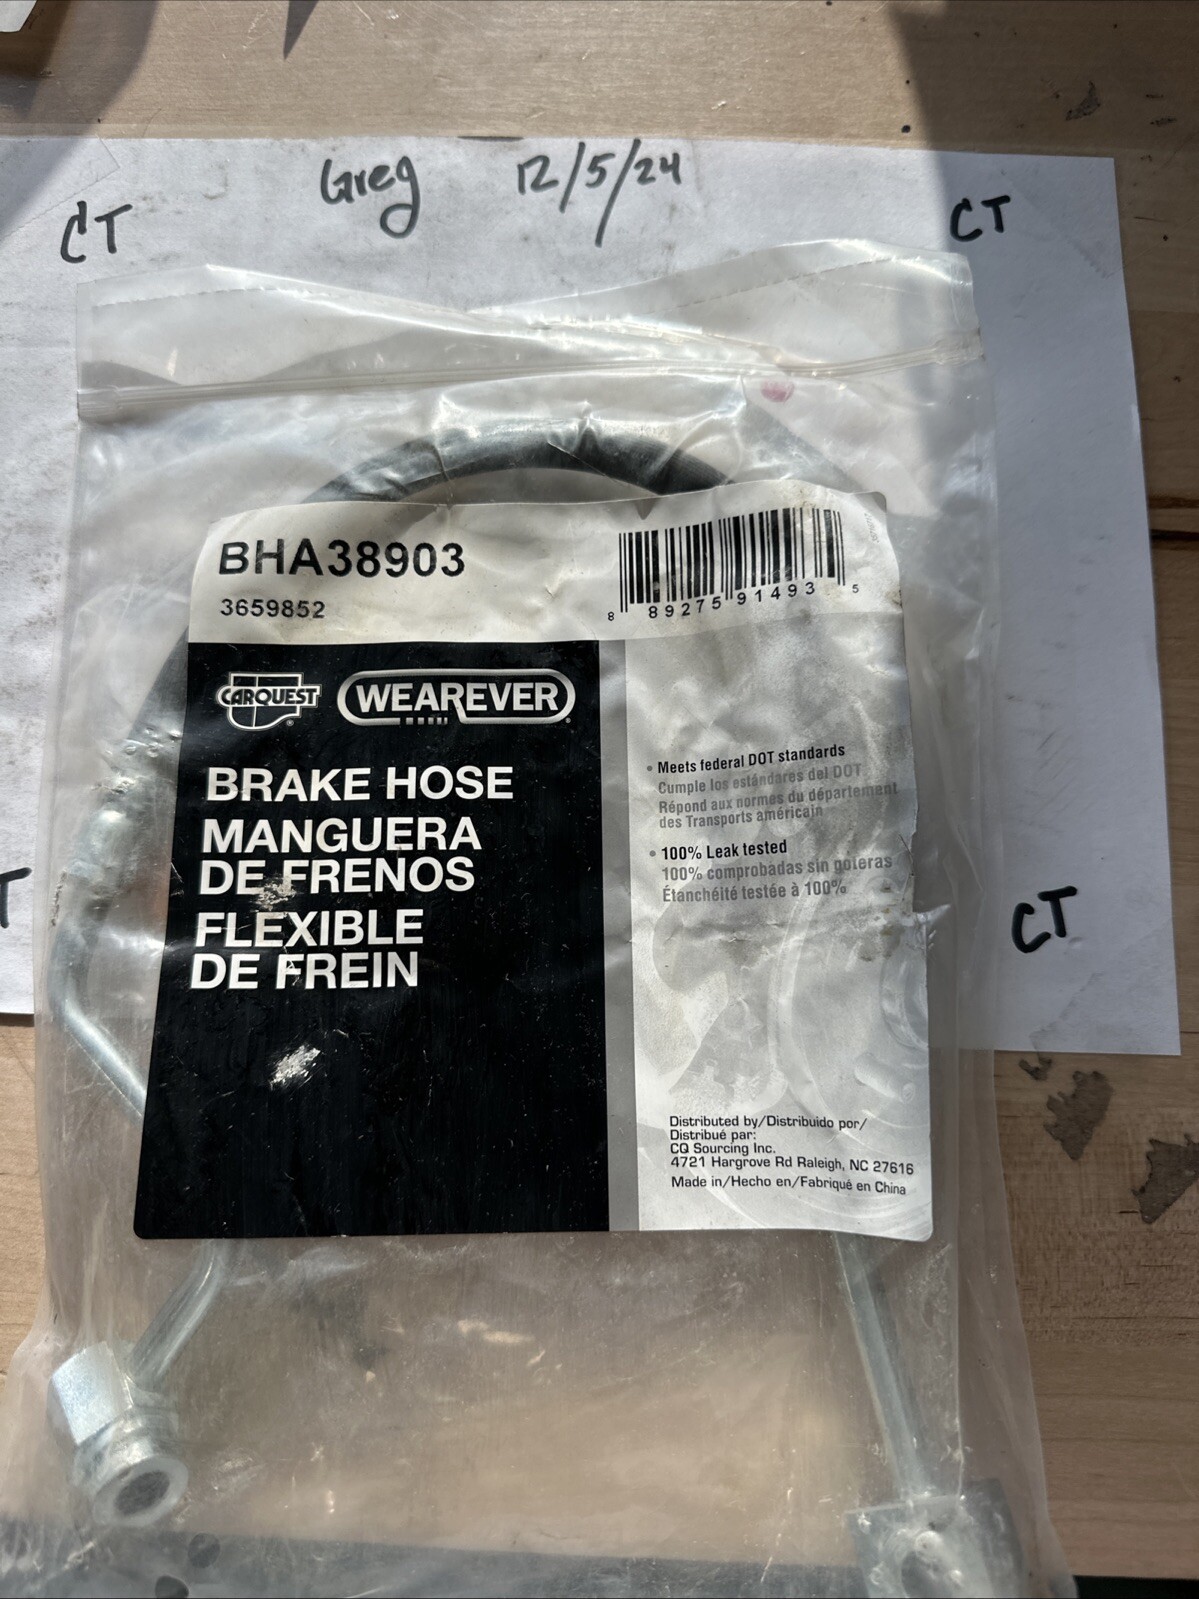 Greg 12/5/24
CT CT
BHA38903
3659852
8 89275 91493 5
CARQUEST WEAREVER
BRAKE HOSE
MANGUERA
DE FRENOS
FLEXIBLE
DE FREIN
• Meets federal DOT standards
Cumple los estándares del DOT
Répond aux normes du département
des Transports américain
• 100% Leak tested
100% comprobadas sin goteras
Étanchéité testée à 100%
CT
Distributed by/Distribuido por/
Distribué par:
CQ Sourcing Inc.
4721 Hargrove Rd Raleigh, NC 27616
Made in/Hecho en/Fabriqué en China